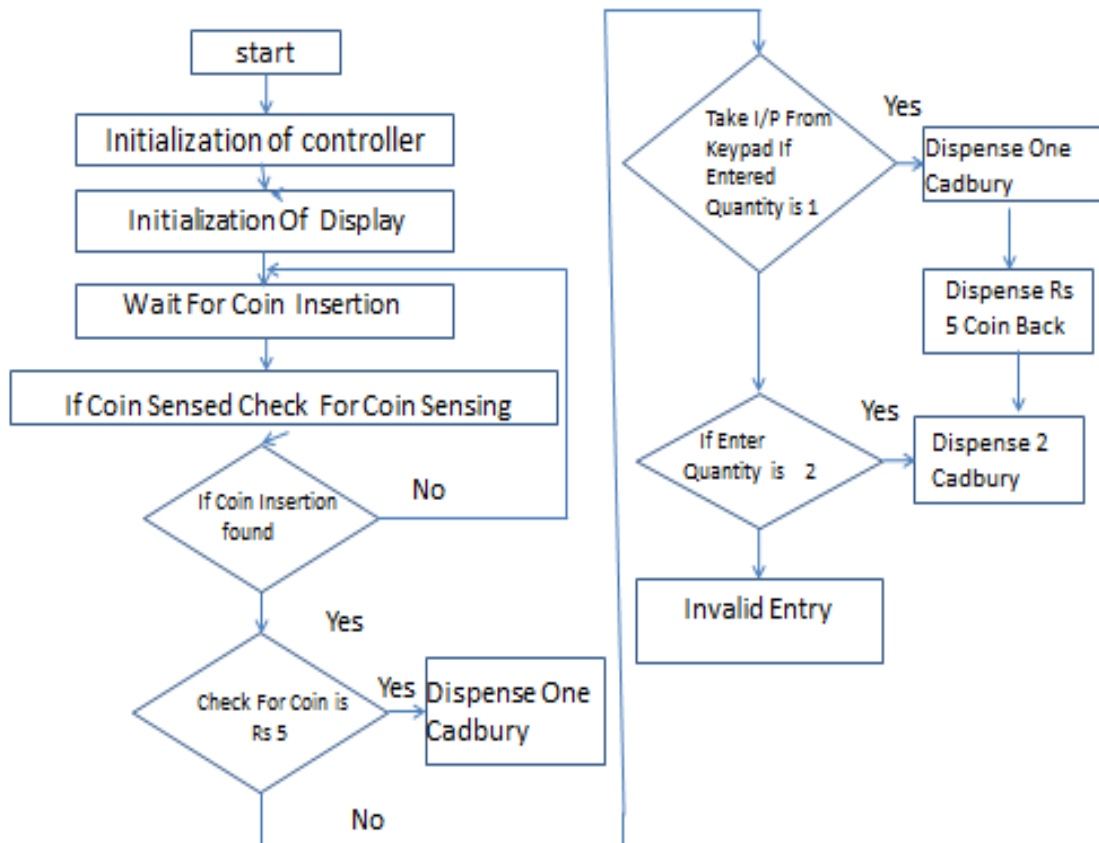 start
Initialization of controller
Initialization Of Display
Wait For Coin Insertion
If Coin Sensed Check For Coin Sensing
If Coin Insertion
found
No
Yes
Check For Coin is
Rs 5
Yes
Dispense One
Cadbury
No
Take I/P From
Keypad If
Entered
Quantity is 1
Yes
Dispense One
Cadbury
Dispense Rs
5 Coin Back
If Enter
Quantity is 2
Yes
Dispense 2
Cadbury
Invalid Entry